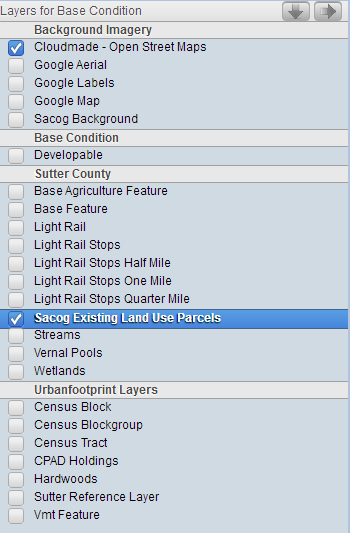 Layers for Base Condition
Background Imagery
Cloudmade - Open Street Maps
Google Aerial
Google Labels
Google Map
Sacog Background
Base Condition
Developable
Sutter County
Base Agriculture Feature
Base Feature
Light Rail
Light Rail Stops
Light Rail Stops Half Mile
Light Rail Stops One Mile
Light Rail Stops Quarter Mile
Sacog Existing Land Use Parcels
Streams
Vernal Pools
Wetlands
Urbanfootprint Layers
Census Block
Census Blockgroup
Census Tract
CPAD Holdings
Hardwoods
Sutter Reference Layer
Vmt Feature